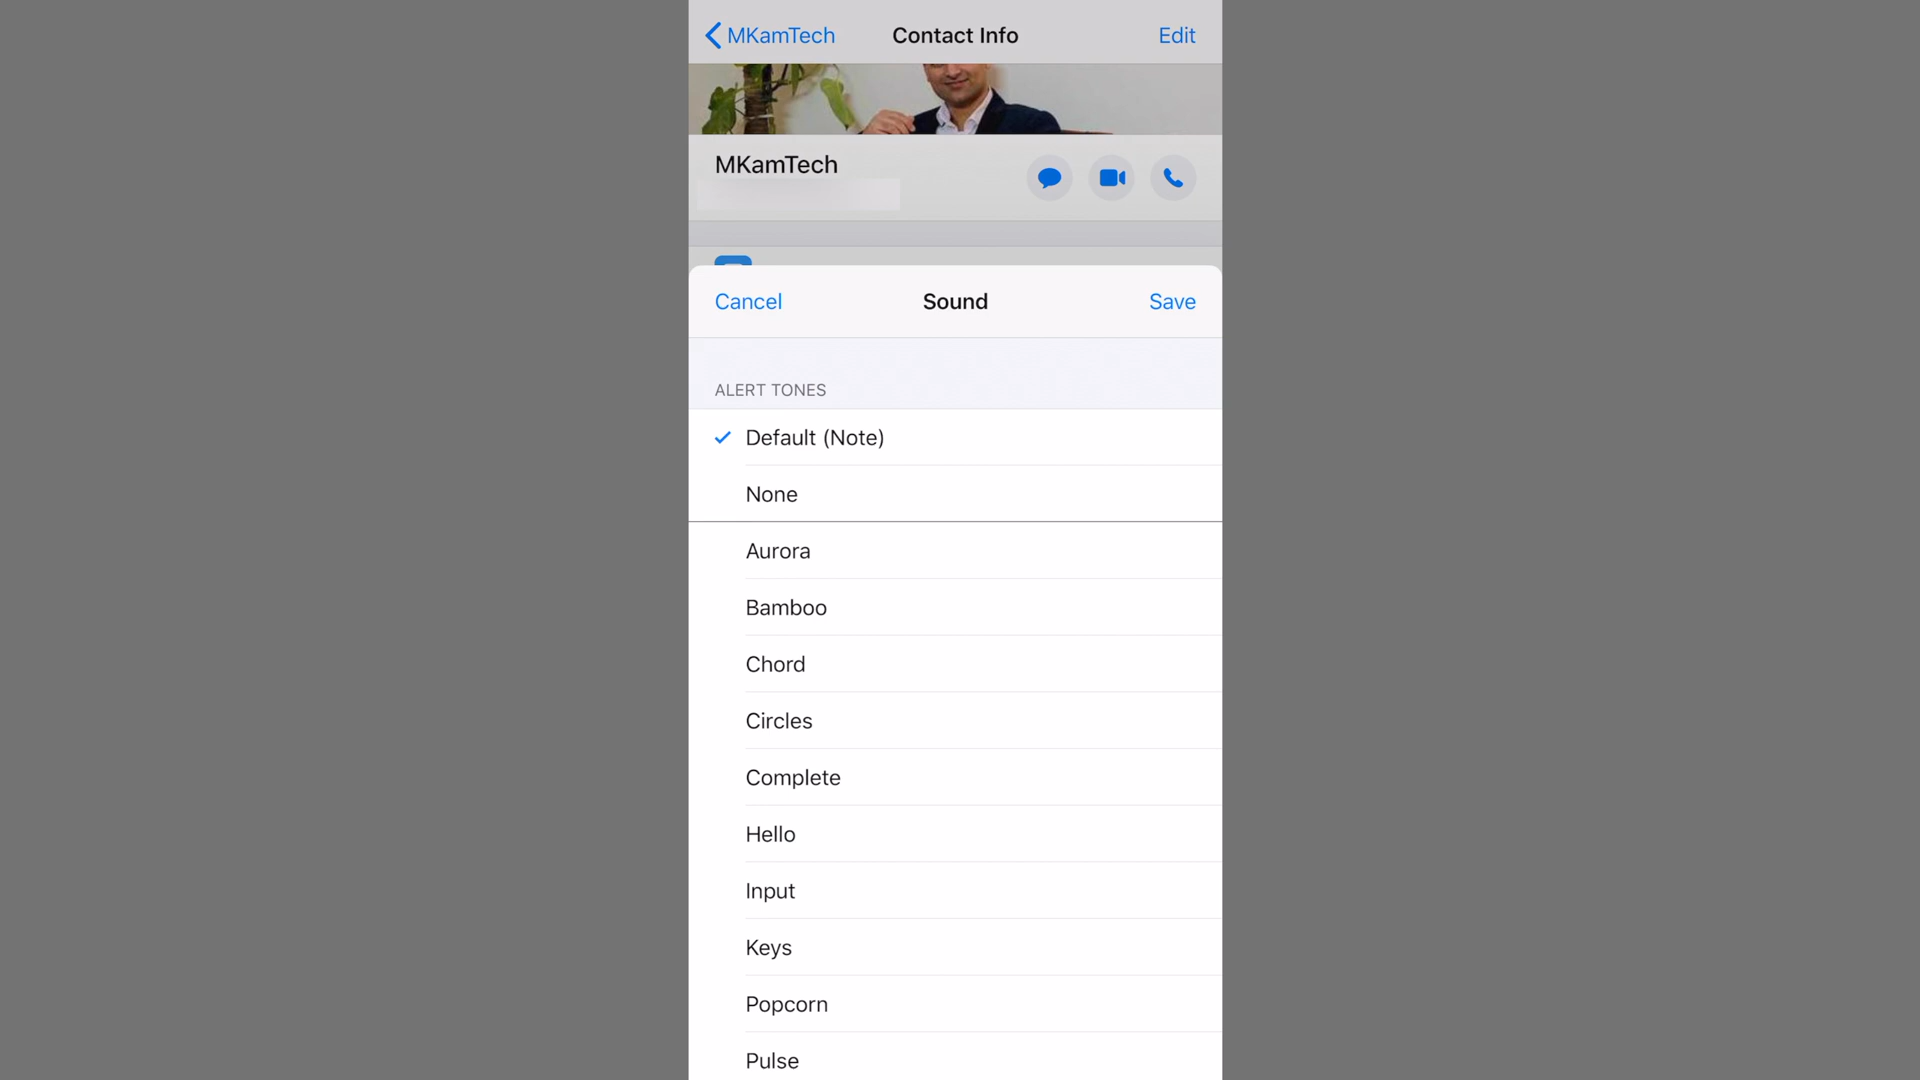 MKamTech
Contact Info
Edit
MKamTech
Cancel
Sound
Save
ALERT TONES
Default (Note)
None
Aurora
Bamboo
Chord
Circles
Complete
Hello
Input
Keys
Popcorn
Pulse